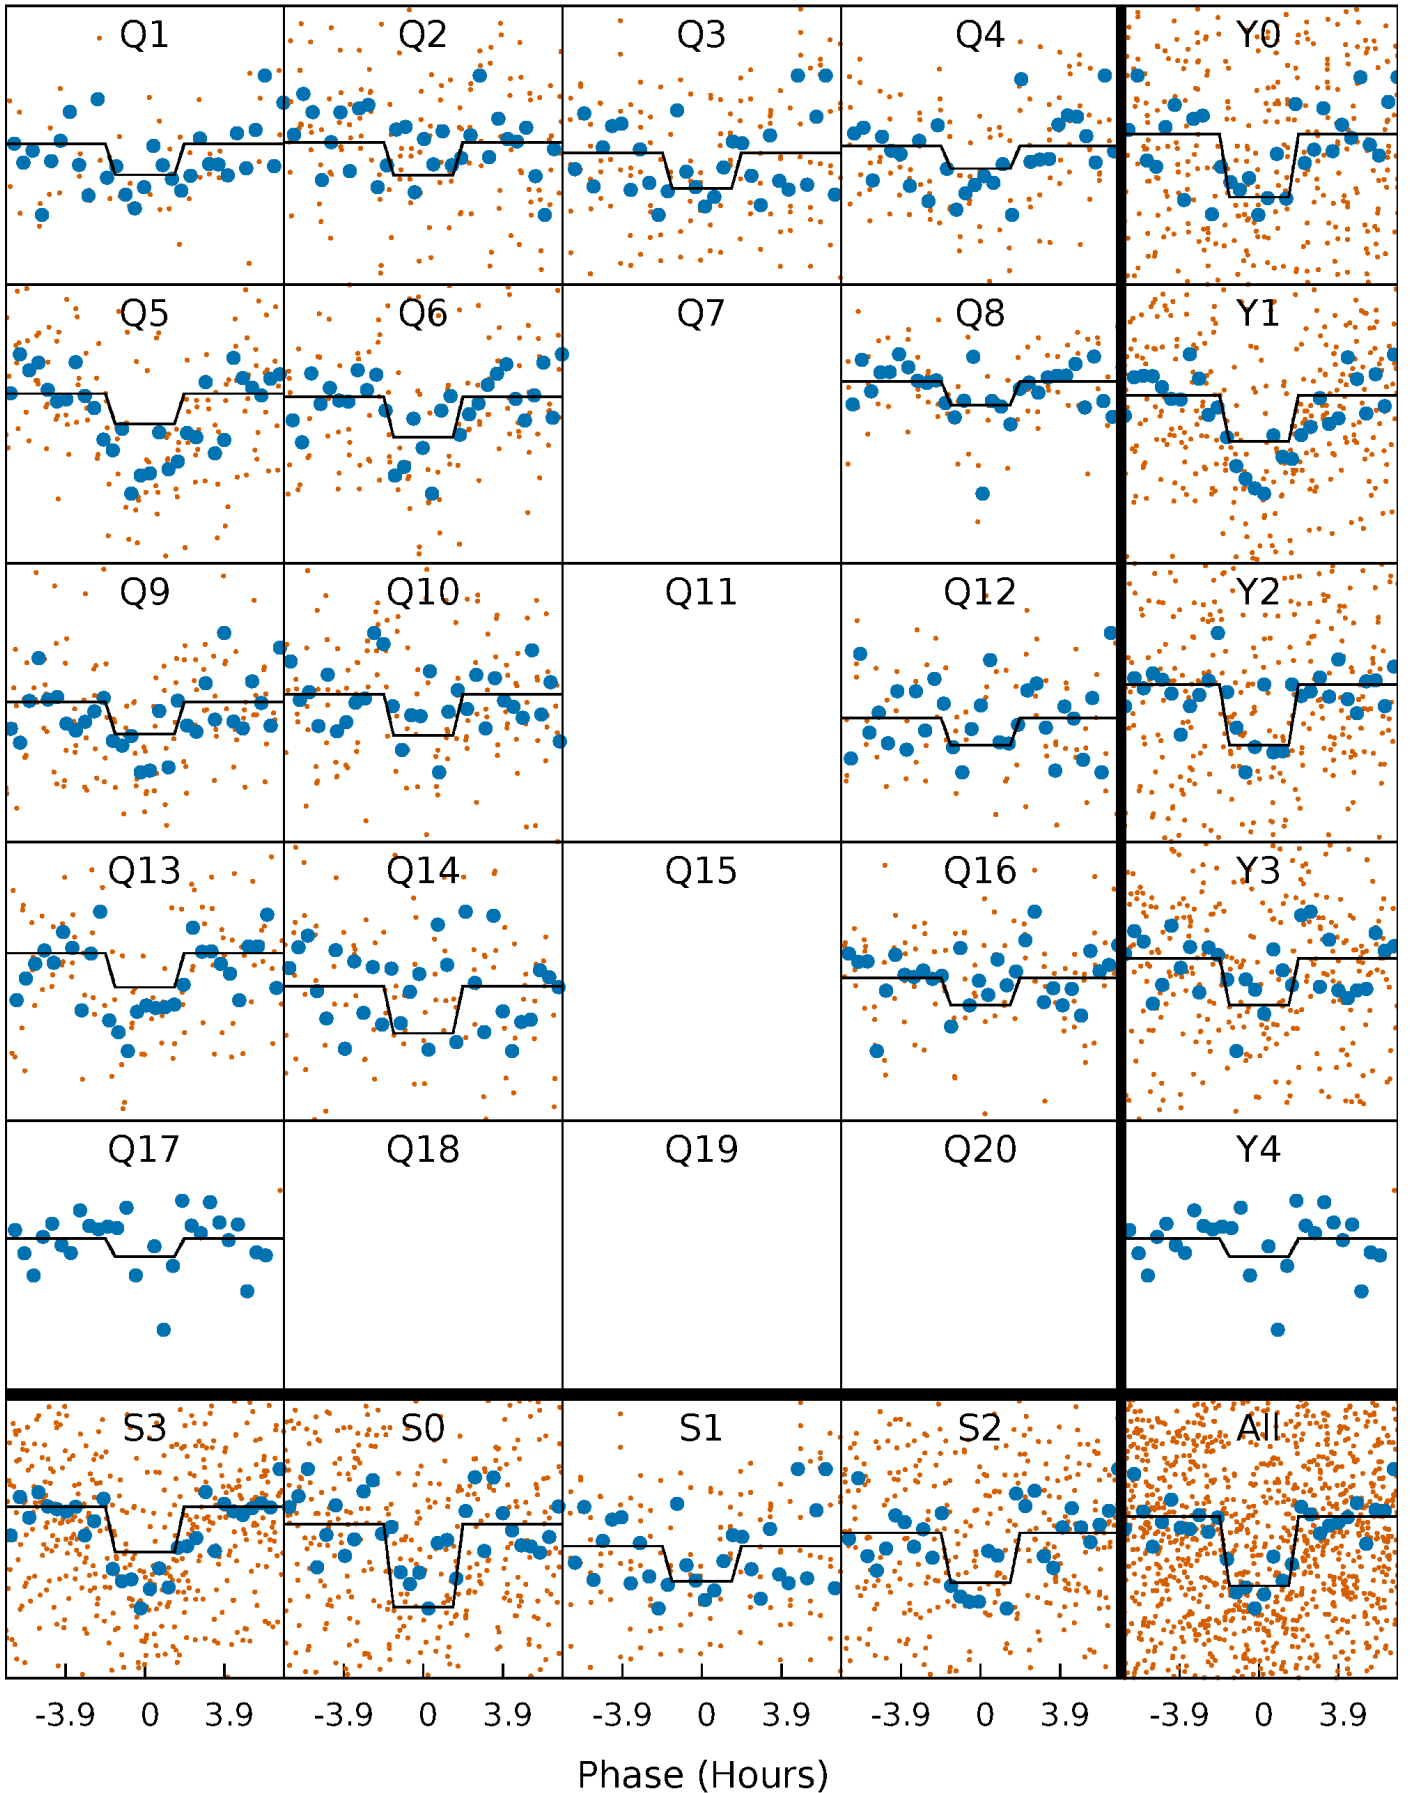 Q1 Q2 Q3 Q4 Y0
Q5 Q6 Q7 Q8 Y1
Q9 Q10 Q11 Q12 Y2
Q13 Q14 Q15 Q16 Y3
Q17 Q18 Q19 Q20 Y4
S3 S0 S1 S2 All
-3.9 0 3.9 -3.9 0 3.9 -3.9 0 3.9 -3.9 0 3.9 -3.9 0 3.9
Phase (Hours)